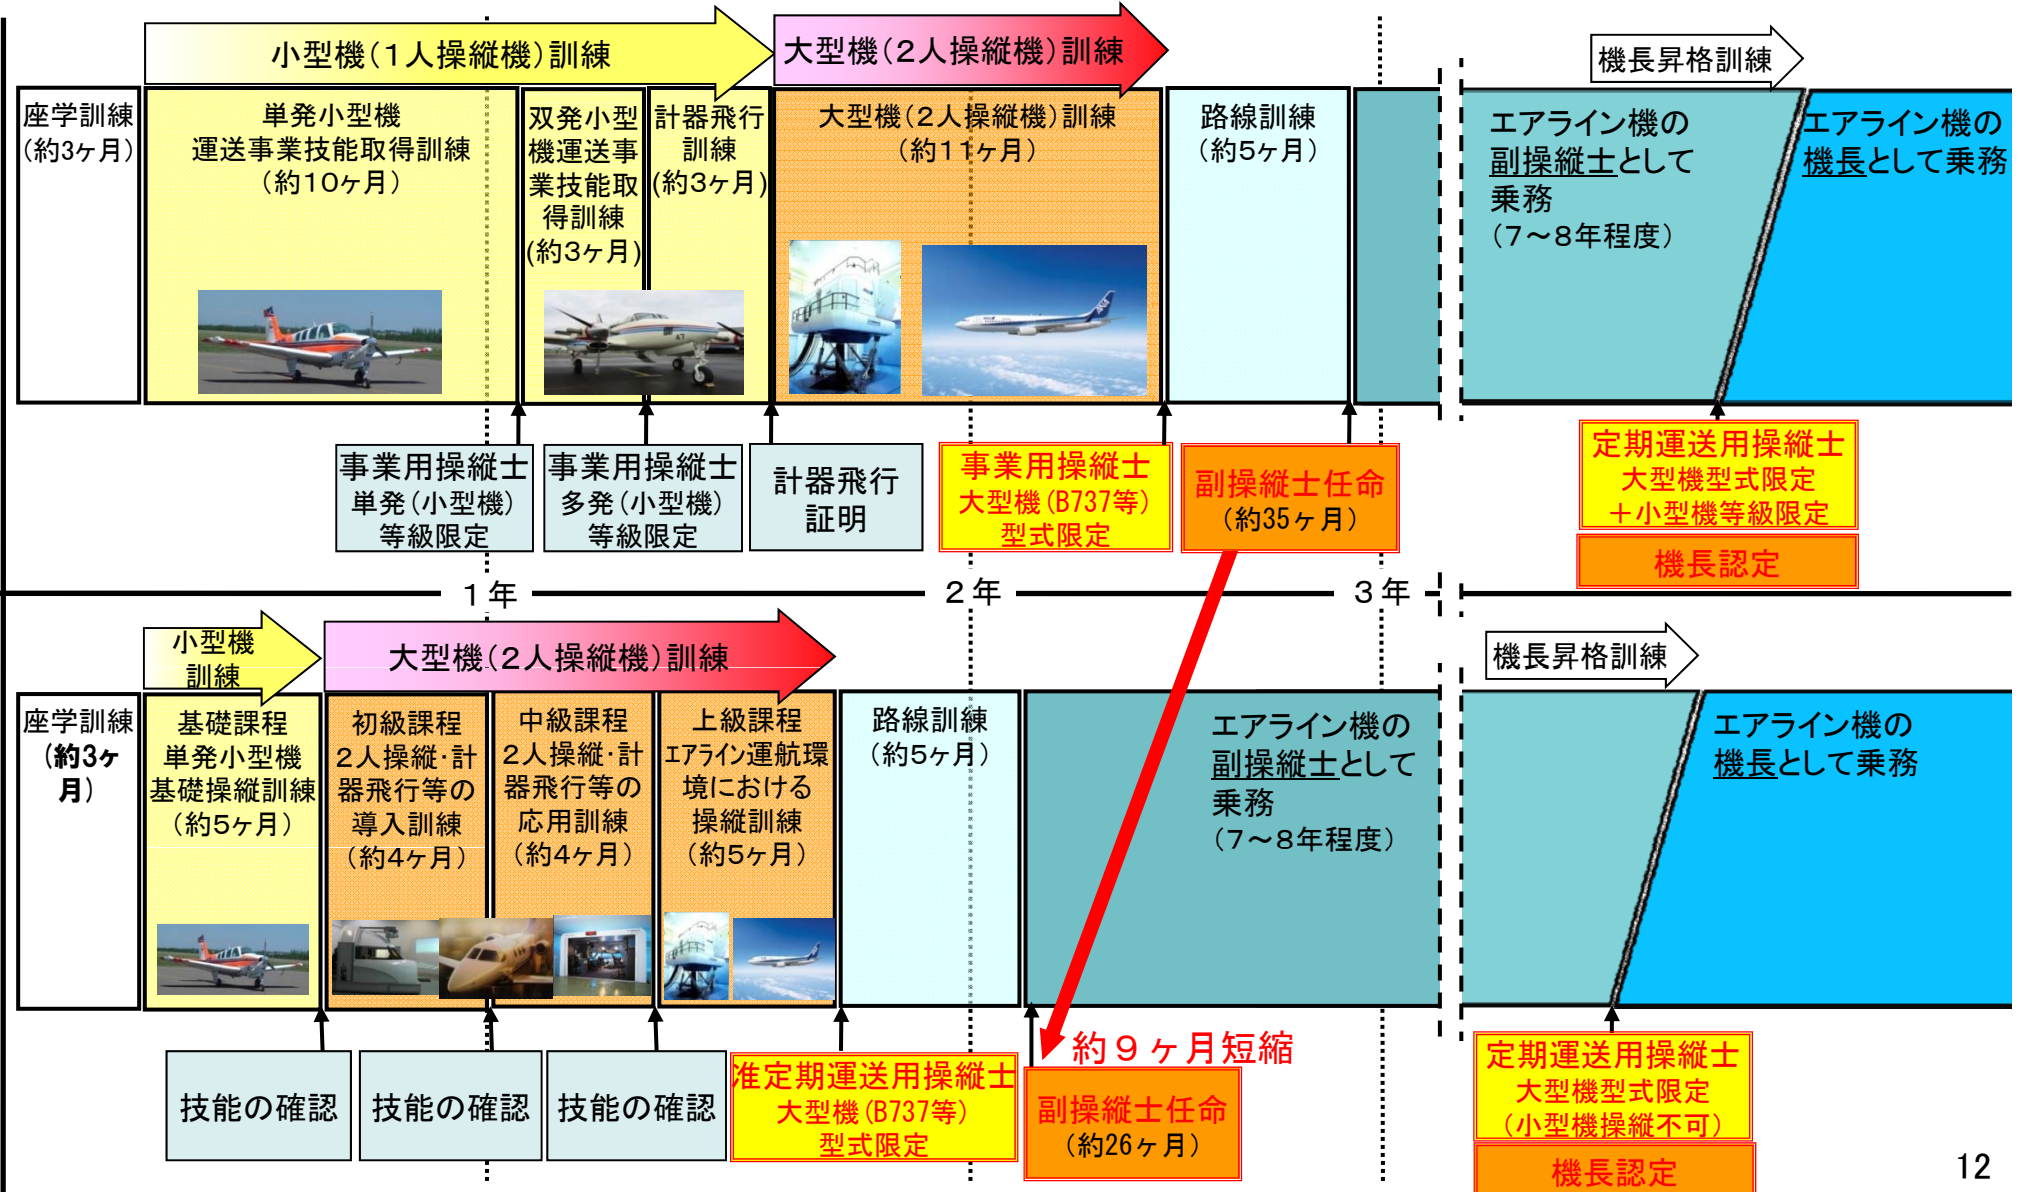 小型機(１人操縦機)訓練
大型機(２人操縦機)訓練
機長昇格訓練
座学訓練
(約3ヶ月)
単発小型機
運送事業技能取得訓練
(約10ヶ月)
双発小型
機運送事
業技能取
得訓練
(約3ヶ月)
計器飛行
訓練
(約3ヶ月)
大型機(２人操縦機)訓練
(約11ヶ月)
路線訓練
(約5ヶ月)
エアライン機の
副操縦士として
乗務
(7～8年程度)
エアライン機の
機長として乗務
事業用操縦士
単発(小型機)
等級限定
事業用操縦士
多発(小型機)
等級限定
計器飛行
証明
事業用操縦士
大型機(B737等)
型式限定
副操縦士任命
(約35ヶ月)
定期運送用操縦士
大型機型式限定
＋小型機等級限定
機長認定
１年
２年
３年
小型機
訓練
大型機(２人操縦機)訓練
機長昇格訓練
座学訓練
(約3ヶ
月)
基礎課程
単発小型機
基礎操縦訓練
(約5ヶ月)
初級課程
２人操縦・計
器飛行等の
導入訓練
(約4ヶ月)
中級課程
２人操縦・計
器飛行等の
応用訓練
(約4ヶ月)
上級課程
エアライン運航環
境における
操縦訓練
(約5ヶ月)
路線訓練
(約5ヶ月)
エアライン機の
副操縦士として
乗務
(7～8年程度)
エアライン機の
機長として乗務
技能の確認
技能の確認
技能の確認
准定期運送用操縦士
大型機(B737等)
型式限定
約９ヶ月短縮
副操縦士任命
(約26ヶ月)
定期運送用操縦士
大型機型式限定
(小型機操縦不可)
機長認定
12